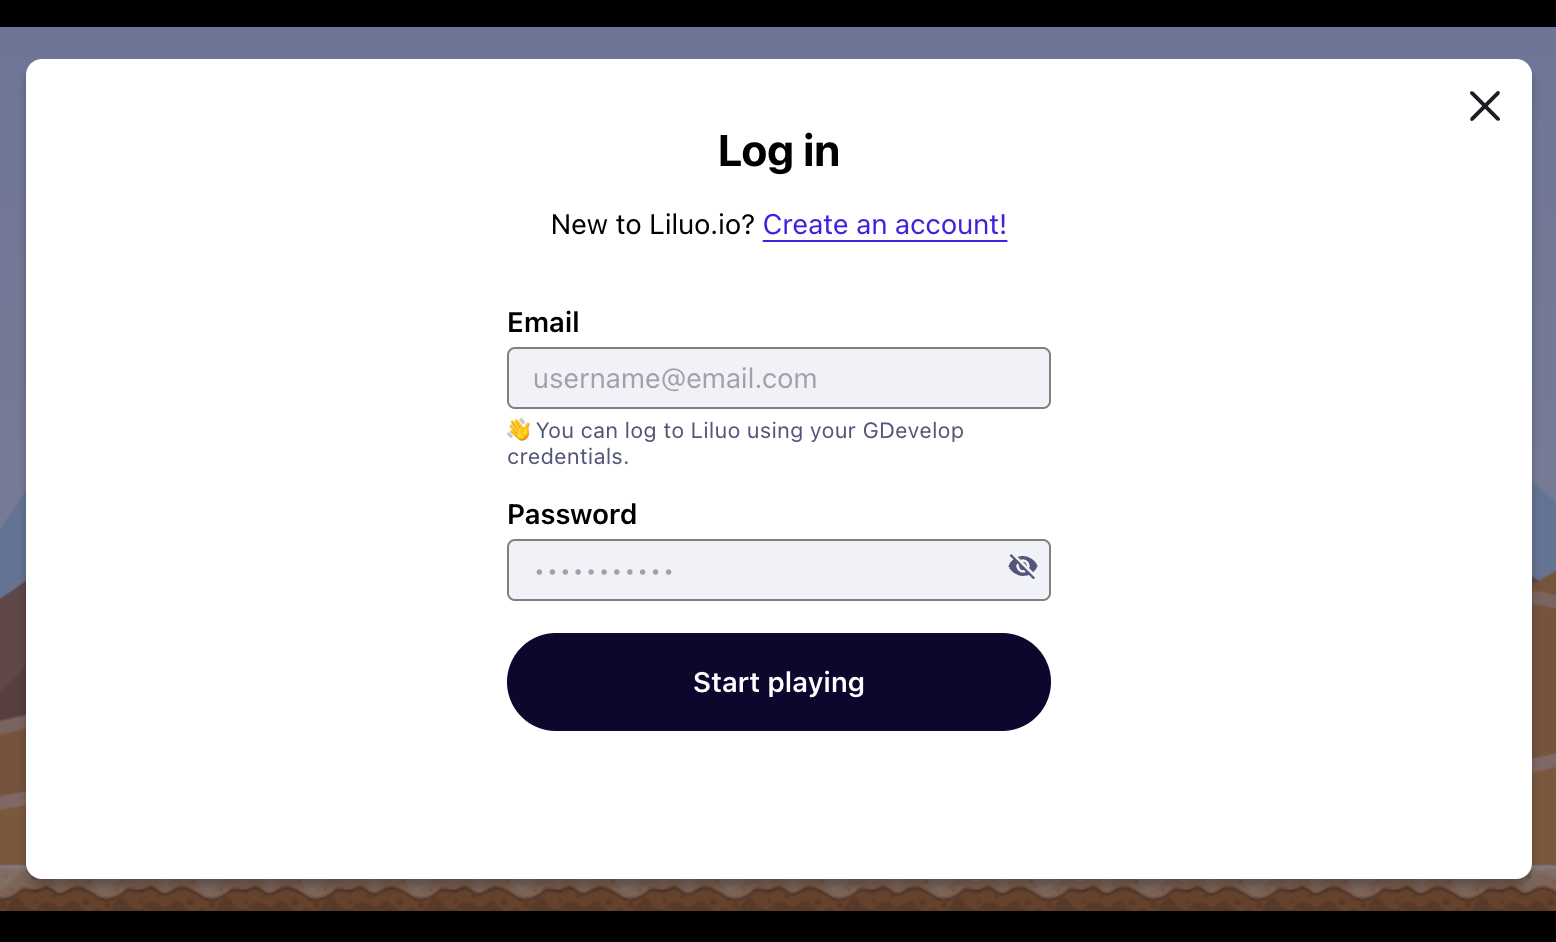 Log in
New to Liluo.io? Create an account!
Email
username@email.com
👋 You can log to Liluo using your GDevelop
credentials.
Password
•••••••••••
Start playing